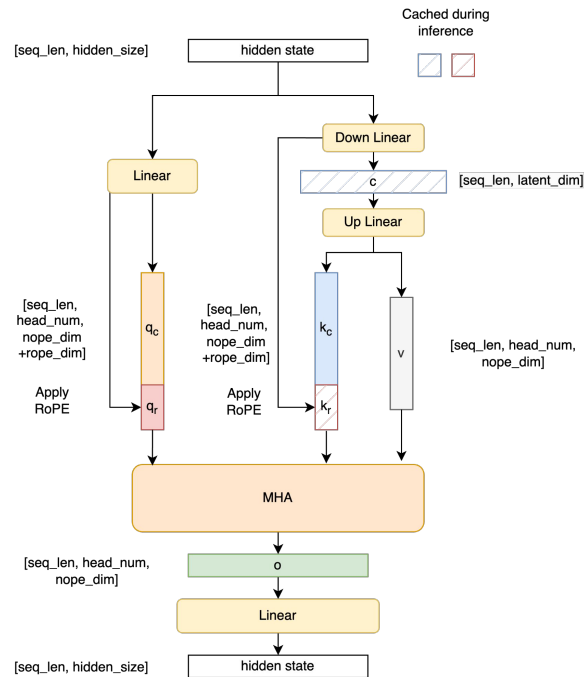 Cached during
inference
[seq_len, hidden_size]
hidden state
Down Linear
Linear
c
[seq_len, latent_dim]
Up Linear
[seq_len,
head_num,
nope_dim
+rope_dim]
q_c
[seq_len,
head_num,
nope_dim
+rope_dim]
k_c
v
[seq_len, head_num,
nope_dim]
Apply
RoPE
q_r
Apply
RoPE
k_r
MHA
[seq_len, head_num,
nope_dim]
o
Linear
[seq_len, hidden_size]
hidden state